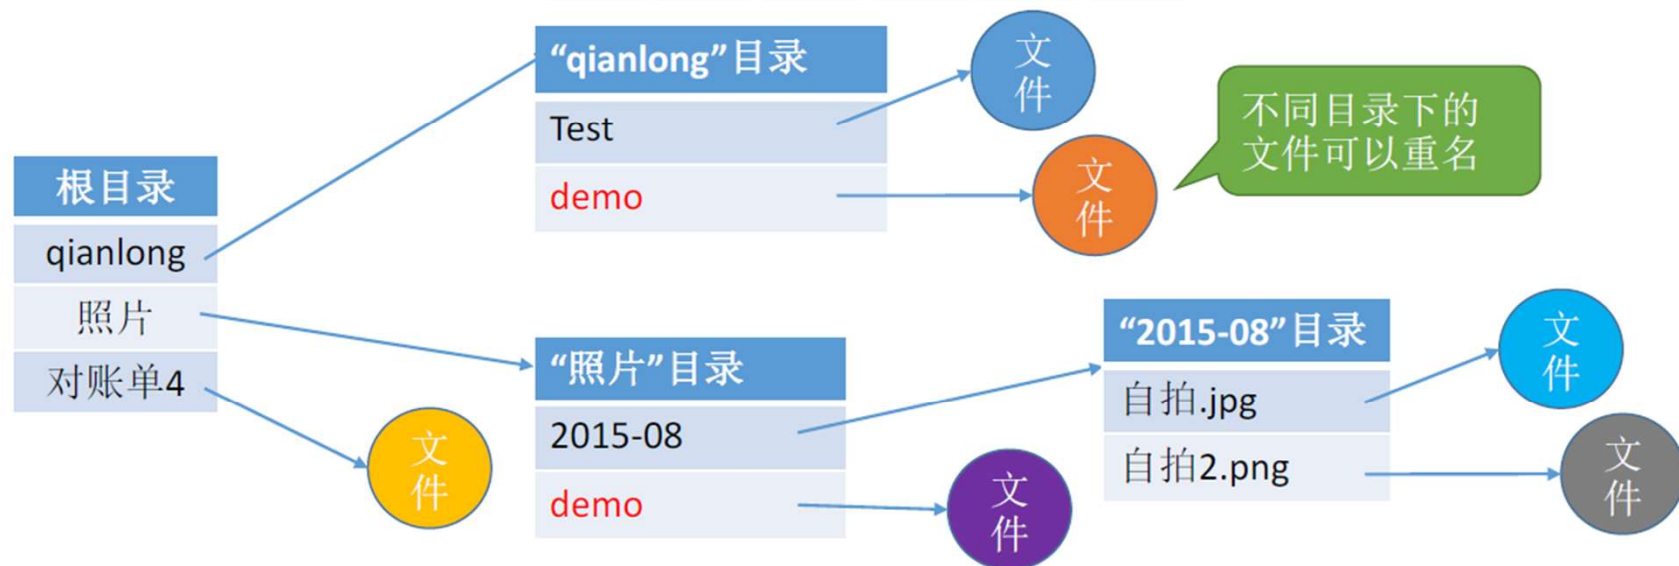 根目录
qianlong
照片
对账单4
文
件
“qianlong”目录
Test
demo
文
件
文
件
不同目录下的
文件可以重名
“照片”目录
2015-08
demo
文
件
“2015-08”目录
自拍.jpg
自拍2.png
文
件
文
件